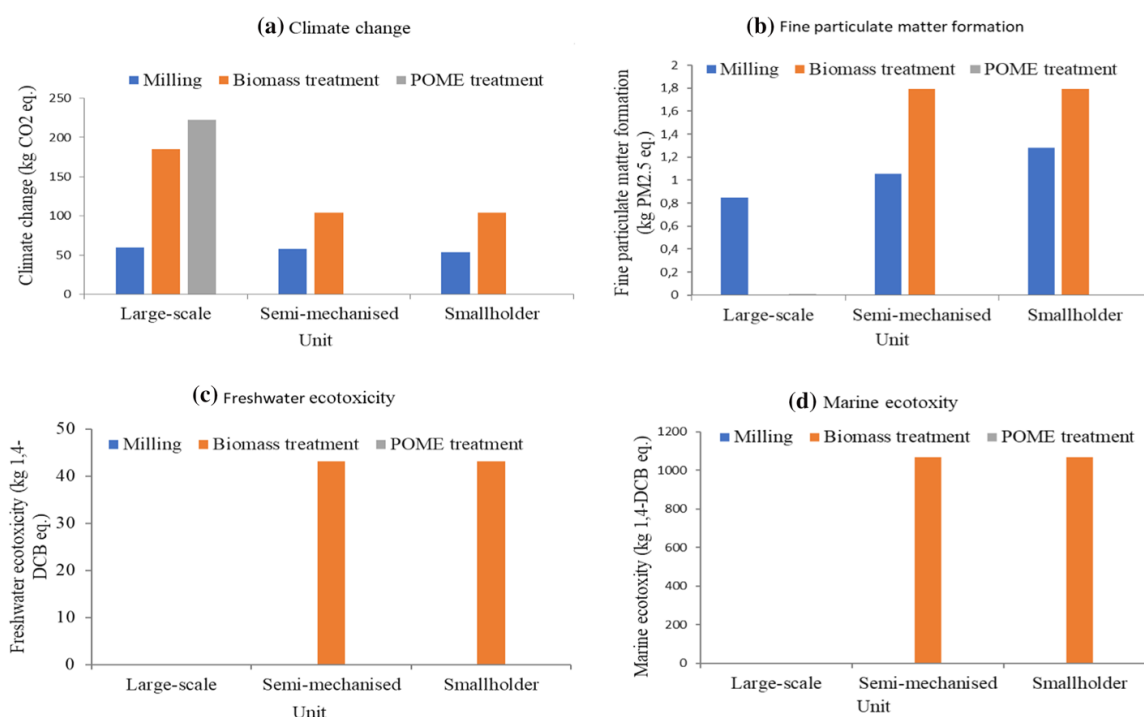 (a) Climate change
Milling Biomass treatment POME treatment
Climate change (kg CO2 eq.)
250
200
150
100
50
0
Large-scale Semi-mechanised Smallholder
Unit
(b) Fine particulate matter formation
Milling Biomass treatment POME treatment
Fine particulate matter formation
(kg PM2.5 eq.)
2
1,8
1,6
1,4
1,2
1
0,8
0,6
0,4
0,2
0
Large-scale Semi-mechanised Smallholder
Unit
(c) Freshwater ecotoxicity
Milling Biomass treatment POME treatment
Freshwater ecotoxicity (kg 1,4-
DCB eq.)
50
40
30
20
10
0
Large-scale Semi-mechanised Smallholder
Unit
(d) Marine ecotoxity
Milling Biomass treatment POME treatment
Marine ecotoxity (kg 1,4-DCB eq.)
1200
1000
800
600
400
200
0
Large-scale Semi-mechanised Smallholder
Unit